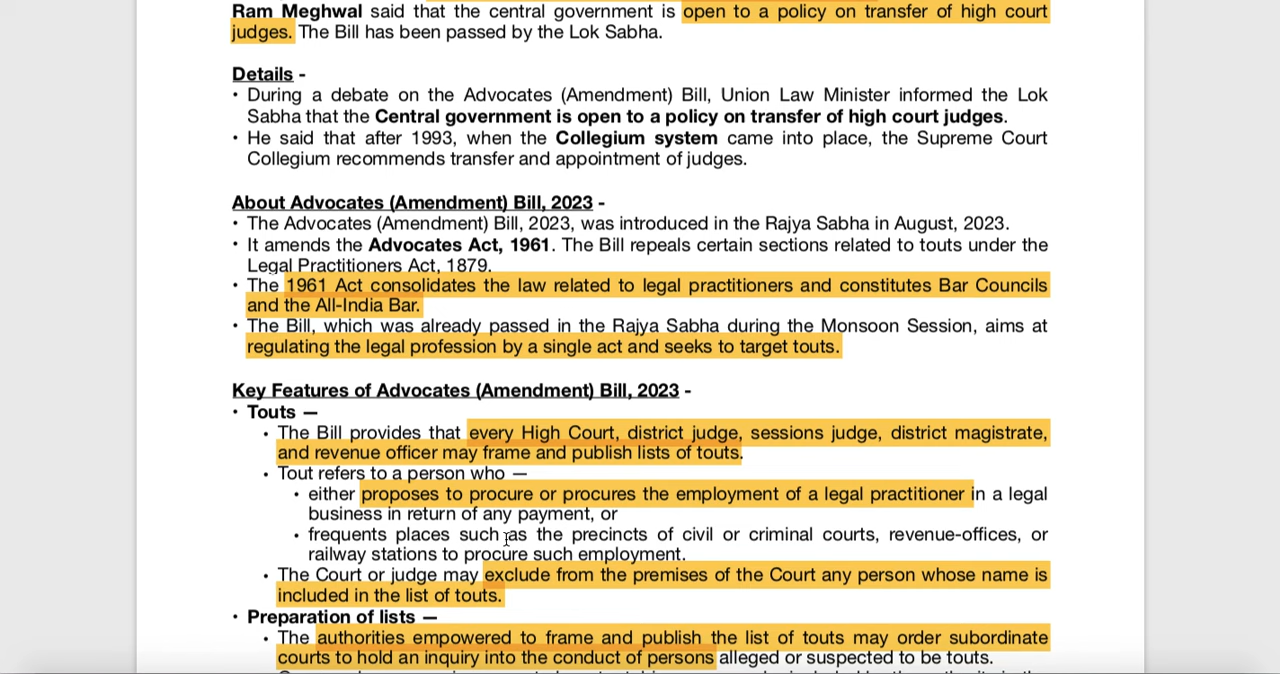 Ram Meghwal said that the central government is open to a policy on transfer of high court
judges. The Bill has been passed by the Lok Sabha.
Details -
• During a debate on the Advocates (Amendment) Bill, Union Law Minister informed the Lok
Sabha that the Central government is open to a policy on transfer of high court judges.
• He said that after 1993, when the Collegium system came into place, the Supreme Court
Collegium recommends transfer and appointment of judges.
About Advocates (Amendment) Bill, 2023 -
• The Advocates (Amendment) Bill, 2023, was introduced in the Rajya Sabha in August, 2023.
• It amends the Advocates Act, 1961. The Bill repeals certain sections related to touts under the
Legal Practitioners Act, 1879.
• The 1961 Act consolidates the law related to legal practitioners and constitutes Bar Councils
and the All-India Bar.
• The Bill, which was already passed in the Rajya Sabha during the Monsoon Session, aims at
regulating the legal profession by a single act and seeks to target touts.
Key Features of Advocates (Amendment) Bill, 2023 -
• Touts —
• The Bill provides that every High Court, district judge, sessions judge, district magistrate,
and revenue officer may frame and publish lists of touts.
• Tout refers to a person who —
• either proposes to procure or procures the employment of a legal practitioner in a legal
business in return of any payment, or
• frequents places such as the precincts of civil or criminal courts, revenue-offices, or
railway stations to procure such employment.
• The Court or judge may exclude from the premises of the Court any person whose name is
included in the list of touts.
• Preparation of lists —
• The authorities empowered to frame and publish the list of touts may order subordinate
courts to hold an inquiry into the conduct of persons alleged or suspected to be touts.